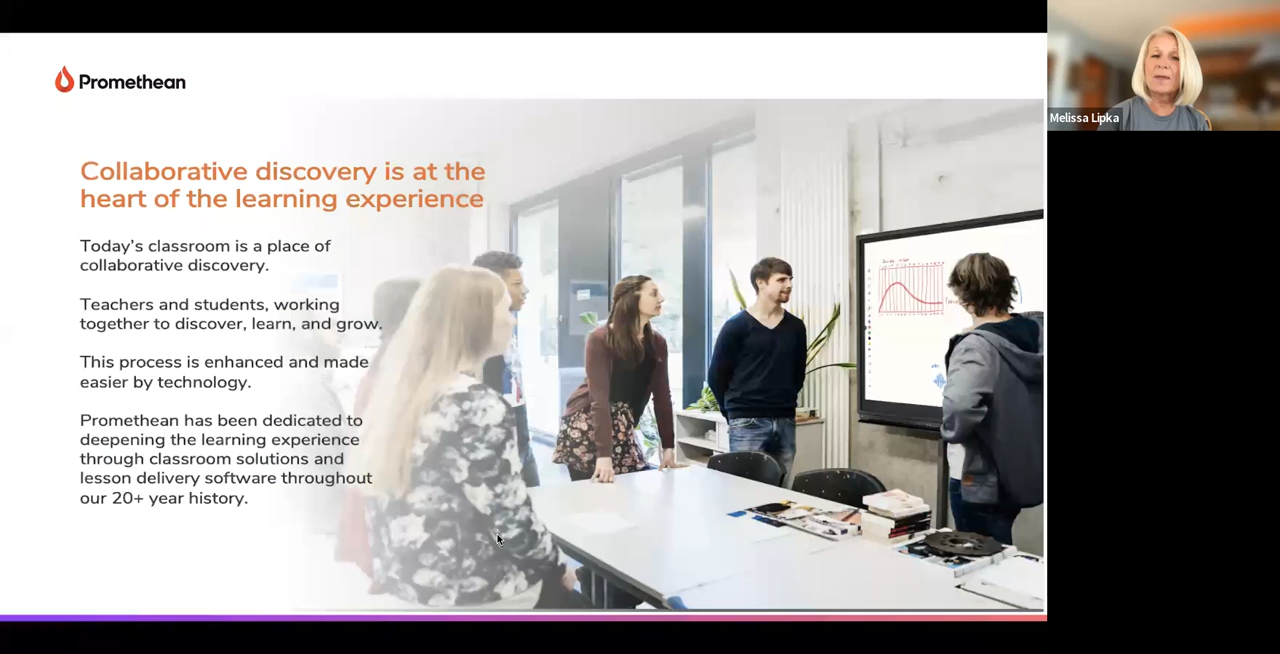 Promethean
Collaborative discovery is at the
heart of the learning experience
Today's classroom is a place of
collaborative discovery.
Teachers and students, working
together to discover, learn, and grow.
This process is enhanced and made
easier by technology.
Promethean has been dedicated to
deepening the learning experience
through classroom solutions and
lesson delivery software throughout
our 20+ year history.
Melissa Lipka